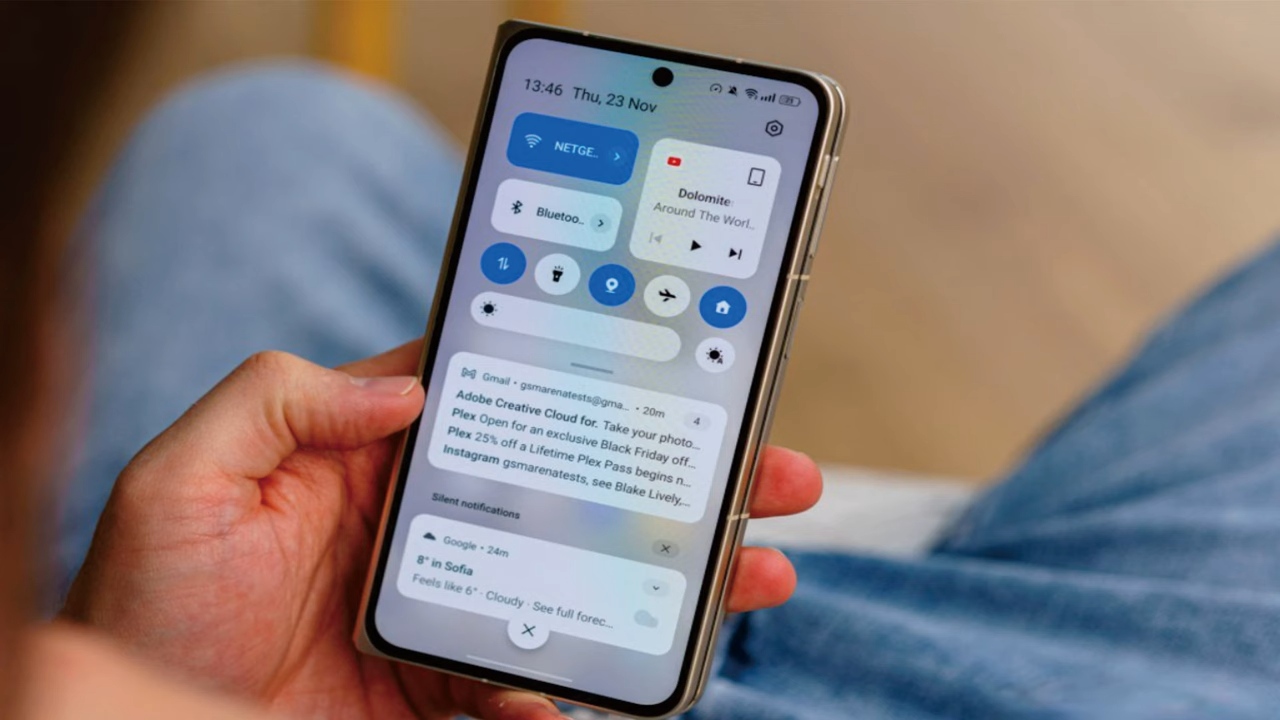 13:46 Thu, 23 Nov
NETGE..
Dolomite
Around The Worl..
Bluetoo..
Gmail • gsmarenatests@gma... • 20m
4
Adobe Creative Cloud for. Take your photo...
Plex Open for an exclusive Black Friday off...
Plex 25% off a Lifetime Plex Pass begins n...
Instagram gsmarenatests, see Blake Lively,...
Silent notifications
Google • 24m
8° in Sofia
Feels like 6° · Cloudy · See full forec...